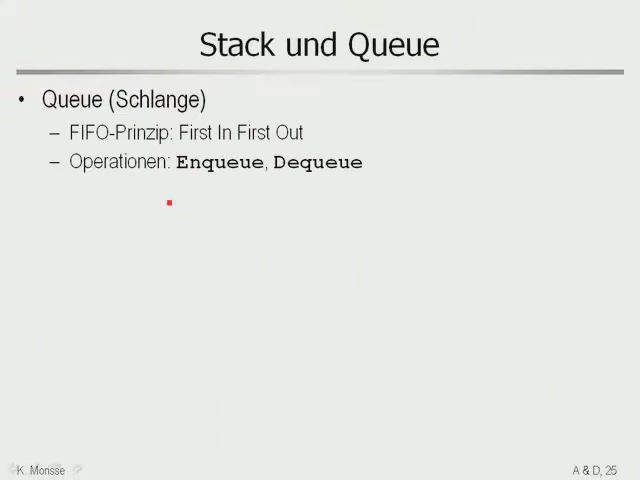 Stack und Queue
• Queue (Schlange)
– FIFO-Prinzip: First In First Out
– Operationen: Enqueue, Dequeue
K. Morisse
A & D, 25